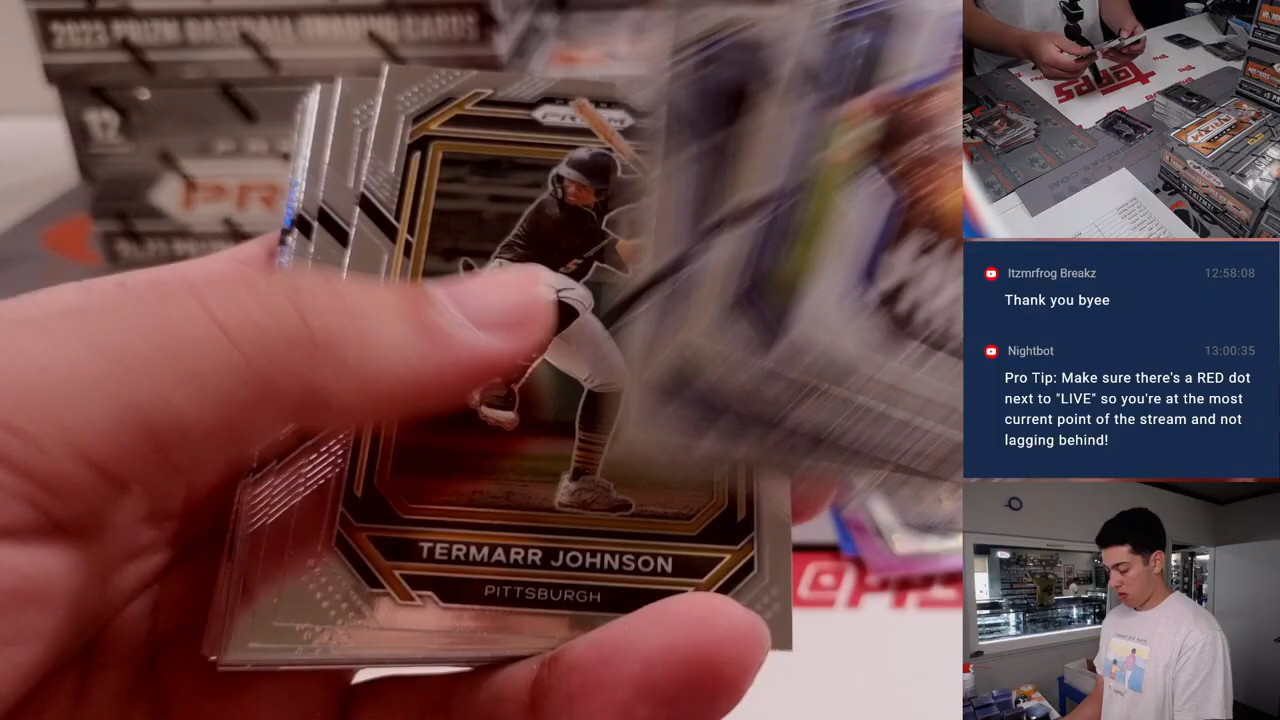 2023 PRIZM BASEBALL TRADING CARDS
12
PR
PRIZM
TERMARR JOHNSON
PITTSBURGH
topps
Itzmrfrog Breakz 12:58:08
Thank you byee
Nightbot 13:00:35
Pro Tip: Make sure there's a RED dot
next to "LIVE" so you're at the most
current point of the stream and not
lagging behind!